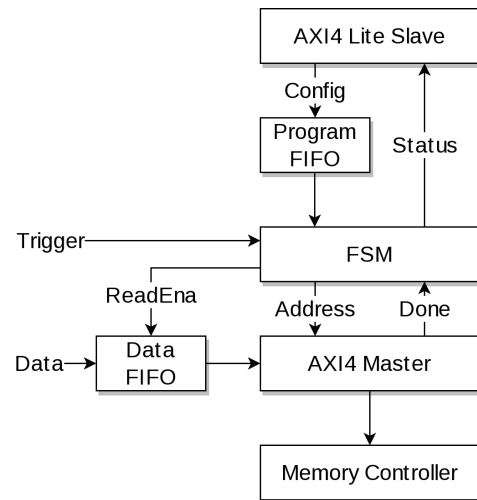 AXI4 Lite Slave
Config
Program
FIFO
Status
Trigger
FSM
ReadEna
Address
Done
Data
Data
FIFO
AXI4 Master
Memory Controller